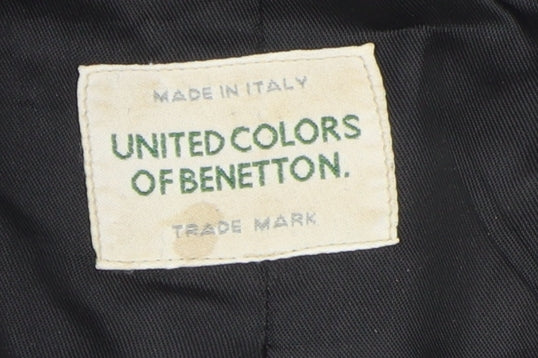 MADE IN ITALY
UNITED COLORS
OF BENETTON.
TRADE MARK